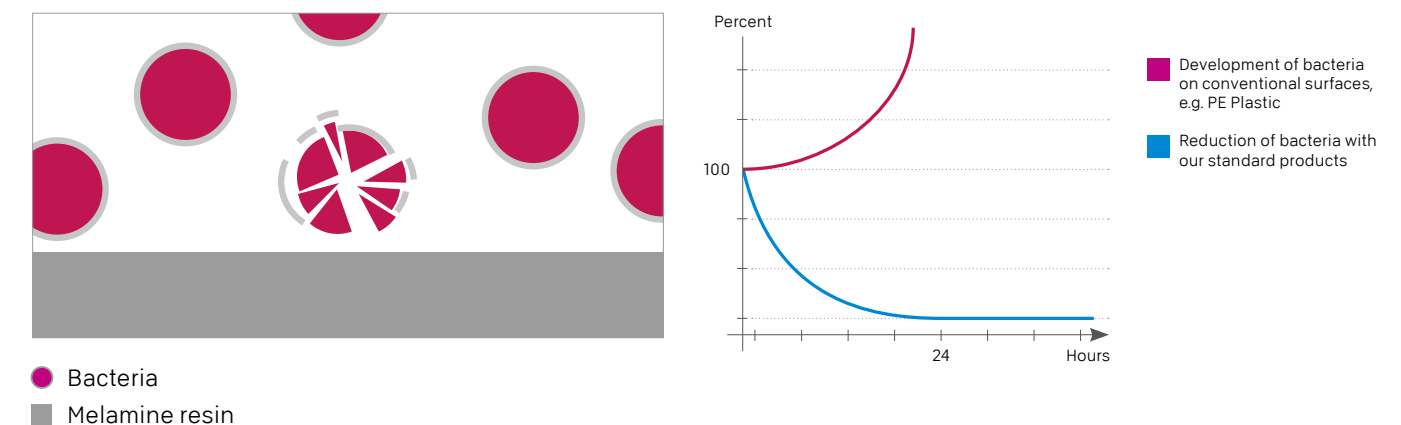 Bacteria
Melamine resin
Percent
100
24
Hours
Development of bacteria
on conventional surfaces,
e.g. PE Plastic
Reduction of bacteria with
our standard products